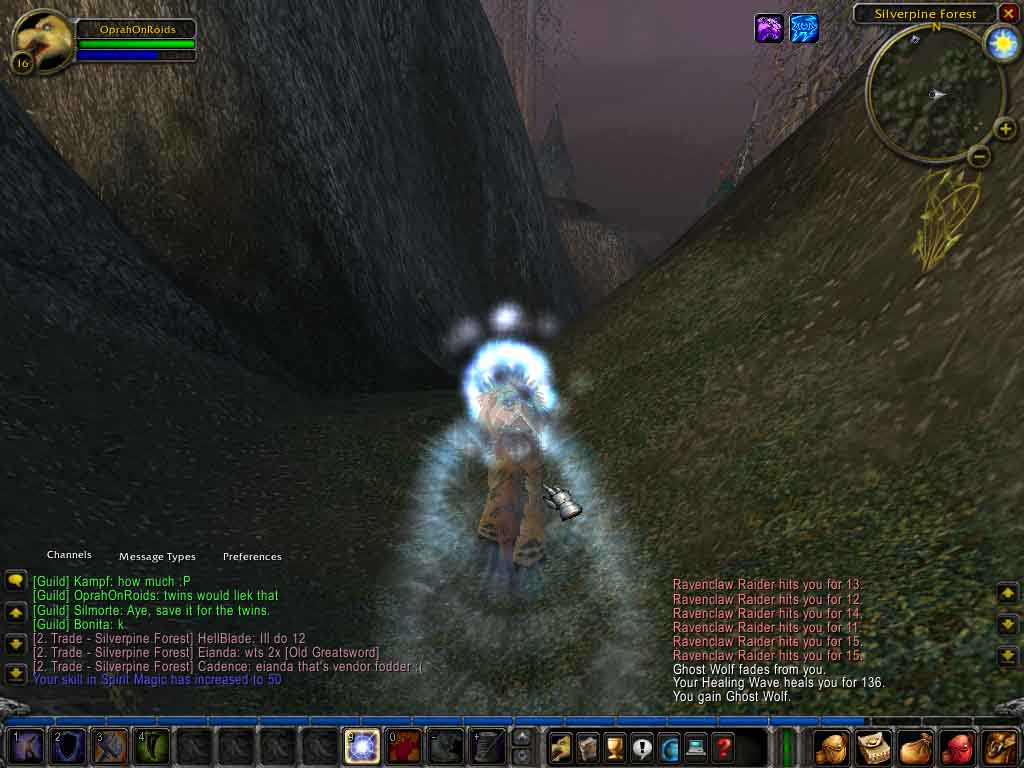 OprahOnRoids
16
Silverpine Forest
N
Channels Message Types Preferences
[Guild] Kampf: how much :P
[Guild] OprahOnRoids: twins would liek that
[Guild] Silmorte: Aye, save it for the twins.
[Guild] Bonita: k.
[2. Trade - Silverpine Forest] HellBlade: Ill do 12
[2. Trade - Silverpine Forest] Eianda: wts 2x [Old Greatsword]
[2. Trade - Silverpine Forest] Cadence: eianda that's vendor fodder :(
Your skill in Spirit Magic has increased to 50
Ravenclaw Raider hits you for 13.
Ravenclaw Raider hits you for 12.
Ravenclaw Raider hits you for 14.
Ravenclaw Raider hits you for 11.
Ravenclaw Raider hits you for 15.
Ravenclaw Raider hits you for 15.
Ghost Wolf fades from you.
Your Healing Wave heals you for 136.
You gain Ghost Wolf.
1 2 3 4 9 0 - +